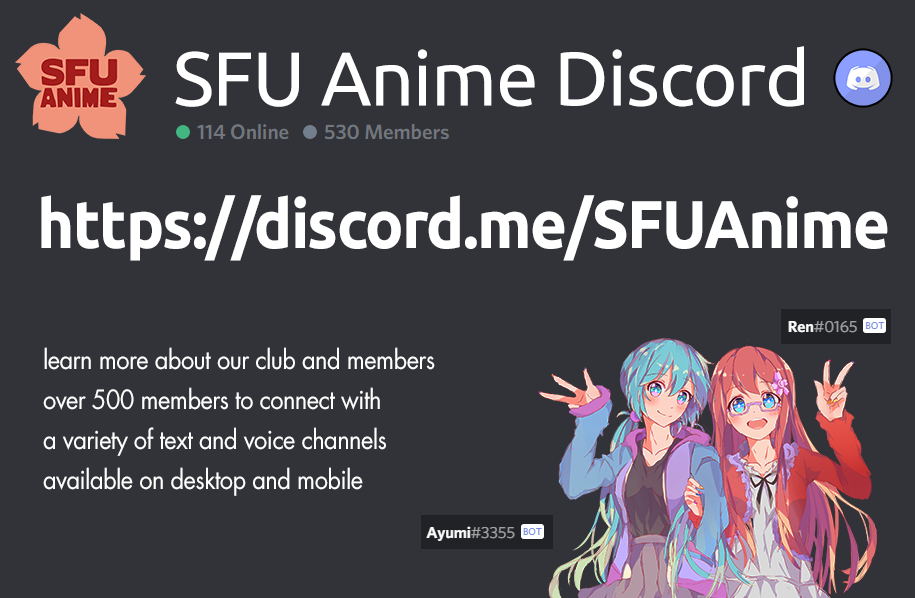 SFU
ANIME
SFU Anime Discord
114 Online 530 Members
https://discord.me/SFUAnime
Ren#0165 BOT
learn more about our club and members
over 500 members to connect with
a variety of text and voice channels
available on desktop and mobile
Ayumi#3355 BOT